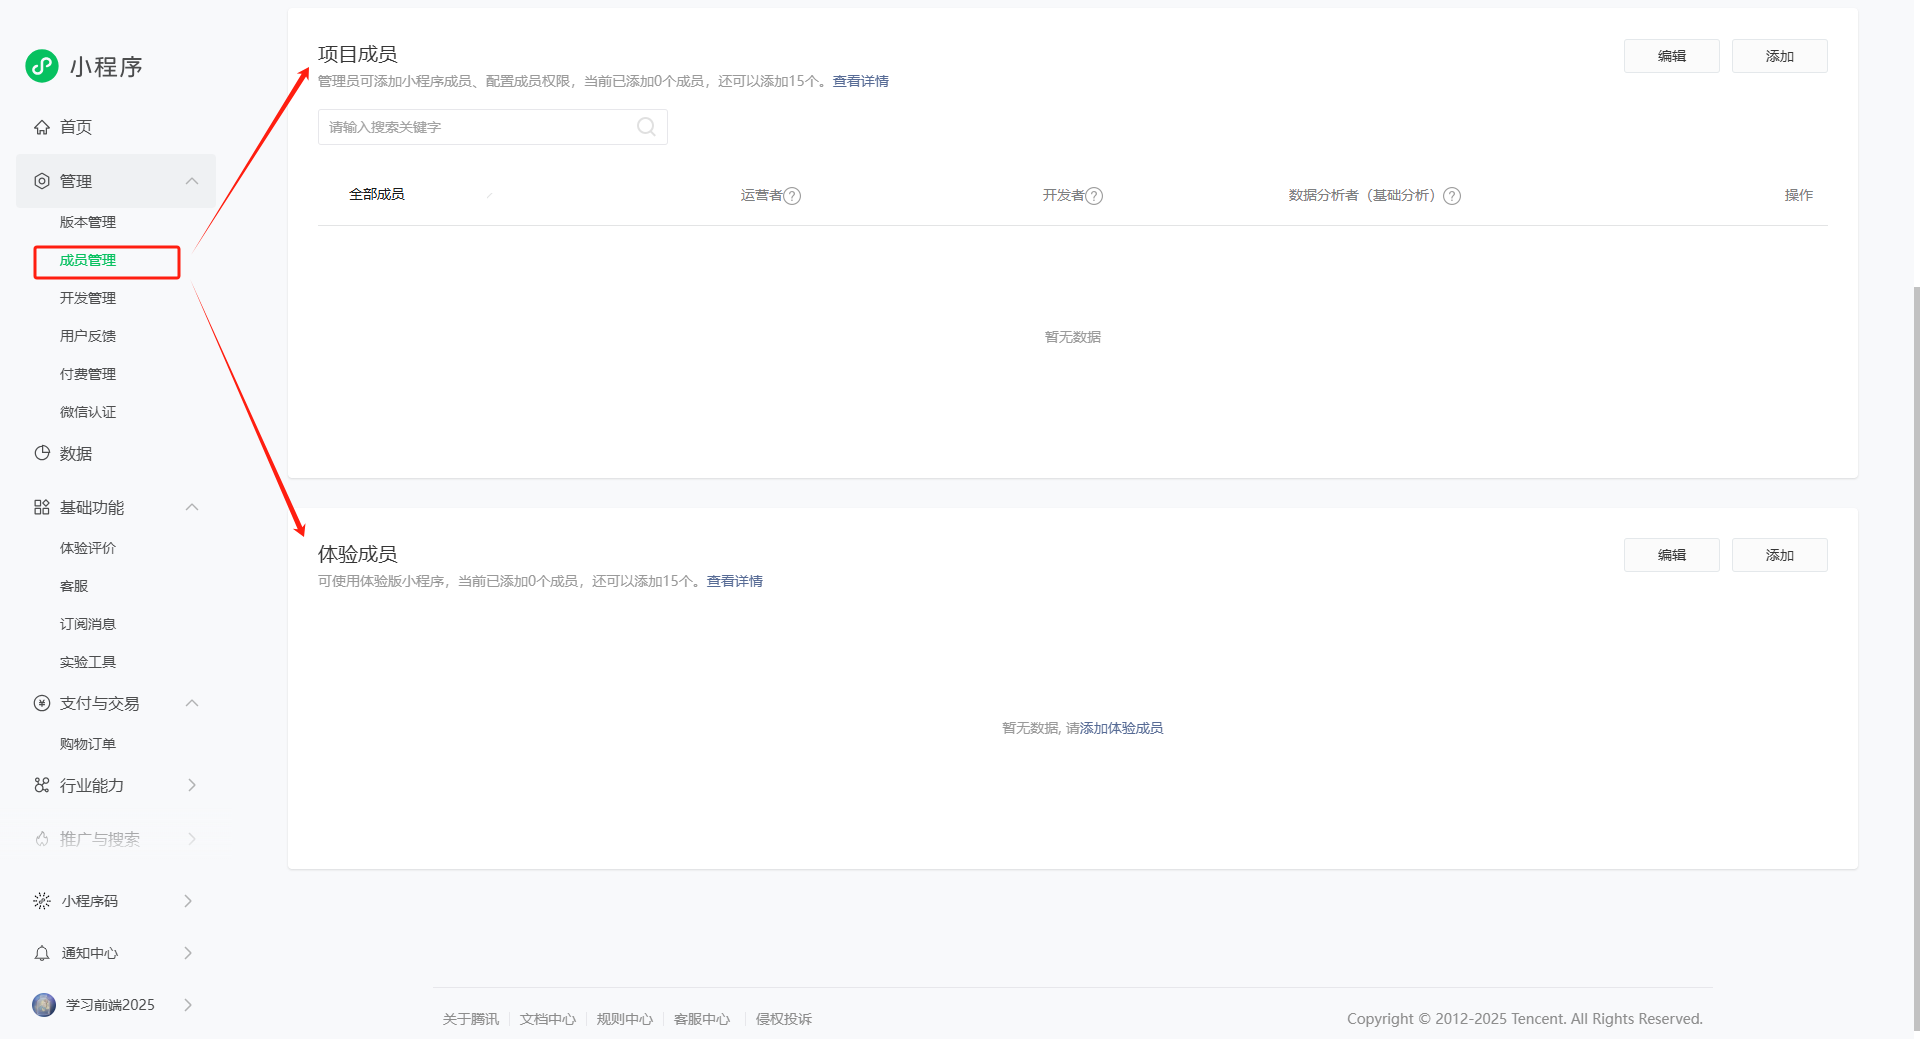 小程序
首页
管理
版本管理
成员管理
开发管理
用户反馈
付费管理
微信认证
数据
基础功能
体验评价
客服
订阅消息
实验工具
支付与交易
购物订单
行业能力
推广与搜索
小程序码
通知中心
学习前端2025
项目成员
编辑 添加
管理员可添加小程序成员、配置成员权限，当前已添加0个成员，还可以添加15个。查看详情
请输入搜索关键字
全部成员 运营者? 开发者? 数据分析者（基础分析）? 操作
暂无数据
体验成员
编辑 添加
可使用体验版小程序，当前已添加0个成员，还可以添加15个。查看详情
暂无数据, 请添加体验成员
关于腾讯 文档中心 规则中心 客服中心 侵权投诉 Copyright © 2012-2025 Tencent. All Rights Reserved.